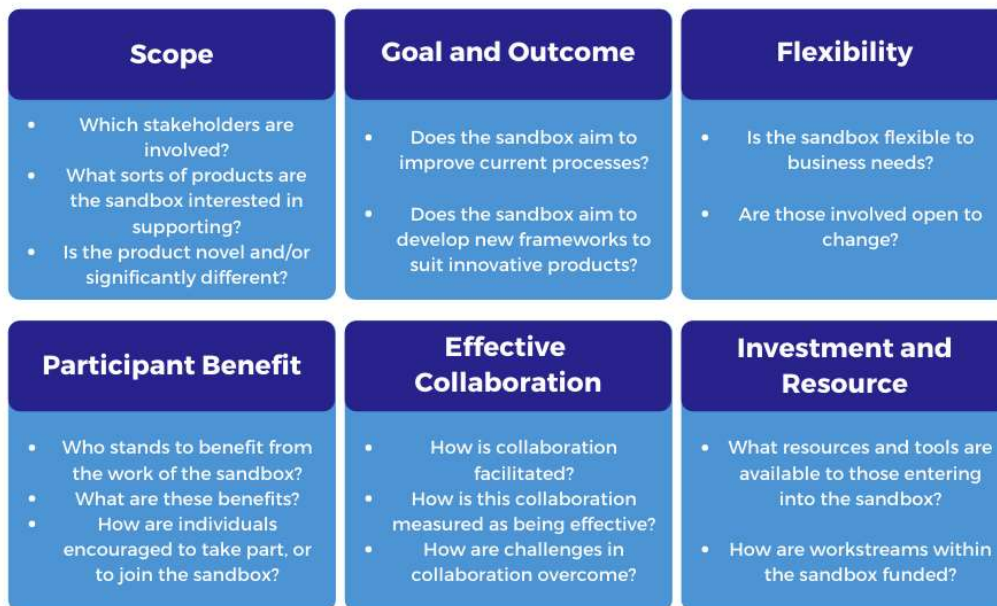 Scope
• Which stakeholders are
involved?
• What sorts of products are
the sandbox interested in
supporting?
• Is the product novel and/or
significantly different?
Goal and Outcome
• Does the sandbox aim to
improve current processes?
• Does the sandbox aim to
develop new frameworks to
suit innovative products?
Flexibility
• Is the sandbox flexible to
business needs?
• Are those involved open to
change?
Participant Benefit
• Who stands to benefit from
the work of the sandbox?
• What are these benefits?
• How are individuals
encouraged to take part, or
to join the sandbox?
Effective
Collaboration
• How is collaboration
facilitated?
• How is this collaboration
measured as being effective?
• How are challenges in
collaboration overcome?
Investment and
Resource
• What resources and tools are
available to those entering
into the sandbox?
• How are workstreams within
the sandbox funded?